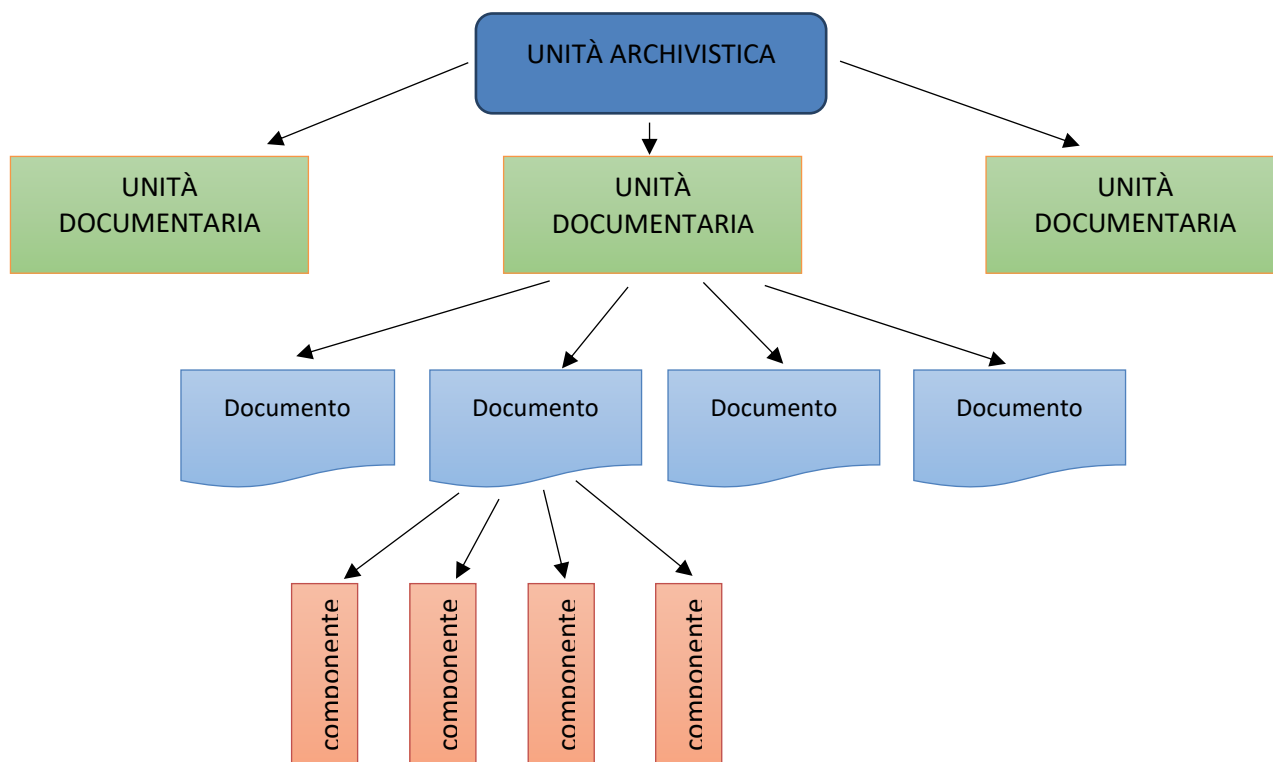 UNITÀ ARCHIVISTICA
UNITÀ
DOCUMENTARIA
UNITÀ
DOCUMENTARIA
UNITÀ
DOCUMENTARIA
Documento
Documento
Documento
Documento
componente
componente
componente
componente